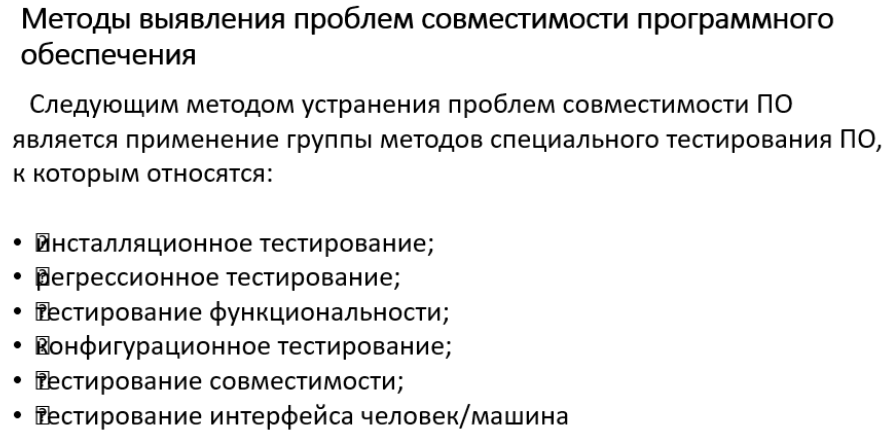 Методы выявления проблем совместимости программного
обеспечения
Следующим методом устранения проблем совместимости ПО
является применение группы методов специального тестирования ПО,
к которым относятся:
• инсталляционное тестирование;
• регрессионное тестирование;
• тестирование функциональности;
• конфигурационное тестирование;
• тестирование совместимости;
• тестирование интерфейса человек/машина